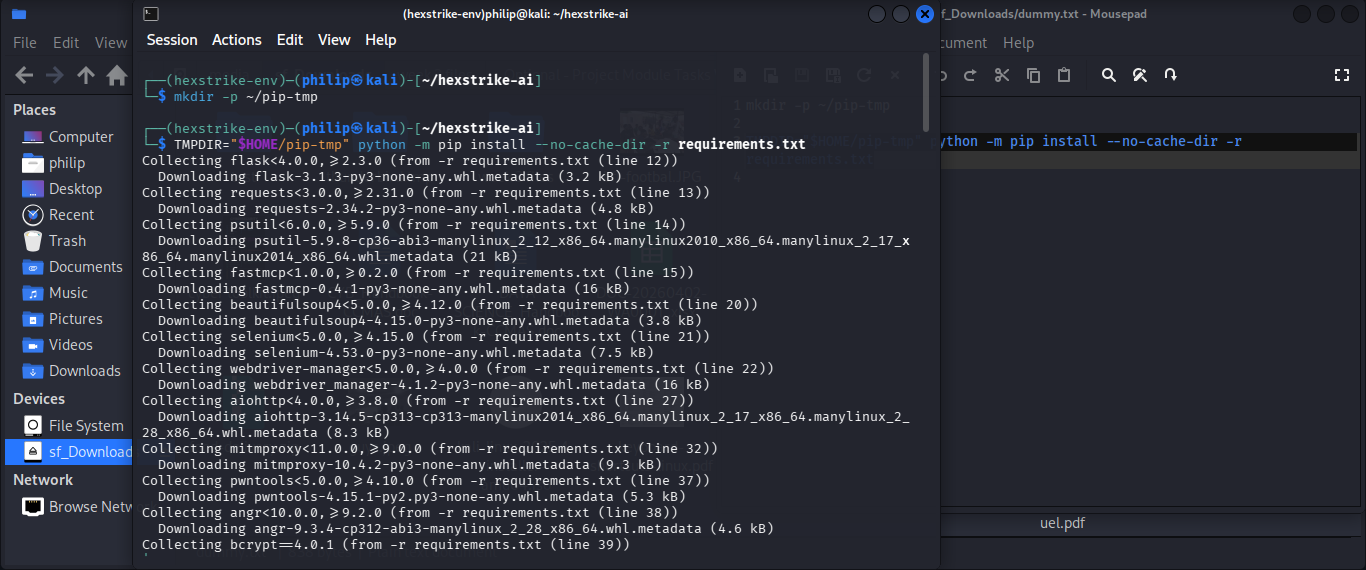 (hexstrike-env)philip@kali: ~/hexstrike-ai
f_Downloads/dummy.txt - Mousepad
File Edit View
Session Actions Edit View Help
cument Help
Places
Computer
philip
Desktop
Recent
Trash
Documents
Music
Pictures
Videos
Downloads
Devices
File System
sf_Download
Network
Browse Netw
┌──(hexstrike-env)─(philip㉿kali)-[~/hexstrike-ai]
└─$ mkdir -p ~/pip-tmp
┌──(hexstrike-env)─(philip㉿kali)-[~/hexstrike-ai]
└─$ TMPDIR="$HOME/pip-tmp" python -m pip install --no-cache-dir -r requirements.txt
Collecting flask<4.0.0,≥2.3.0 (from -r requirements.txt (line 12))
Downloading flask-3.1.3-py3-none-any.whl.metadata (3.2 kB)
Collecting requests<3.0.0,≥2.31.0 (from -r requirements.txt (line 13))
Downloading requests-2.34.2-py3-none-any.whl.metadata (4.8 kB)
Collecting psutil<6.0.0,≥5.9.0 (from -r requirements.txt (line 14))
Downloading psutil-5.9.8-cp36-abi3-manylinux_2_12_x86_64.manylinux2010_x86_64.manylinux_2_17_x
86_64.manylinux2014_x86_64.whl.metadata (21 kB)
Collecting fastmcp<1.0.0,≥0.2.0 (from -r requirements.txt (line 15))
Downloading fastmcp-0.4.1-py3-none-any.whl.metadata (16 kB)
Collecting beautifulsoup4<5.0.0,≥4.12.0 (from -r requirements.txt (line 20))
Downloading beautifulsoup4-4.15.0-py3-none-any.whl.metadata (3.8 kB)
Collecting selenium<5.0.0,≥4.15.0 (from -r requirements.txt (line 21))
Downloading selenium-4.53.0-py3-none-any.whl.metadata (7.5 kB)
Collecting webdriver-manager<5.0.0,≥4.0.0 (from -r requirements.txt (line 22))
Downloading webdriver_manager-4.1.2-py3-none-any.whl.metadata (16 kB)
Collecting aiohttp<4.0.0,≥3.8.0 (from -r requirements.txt (line 27))
Downloading aiohttp-3.14.5-cp313-cp313-manylinux2014_x86_64.manylinux_2_17_x86_64.manylinux_2_
28_x86_64.whl.metadata (8.3 kB)
Collecting mitmproxy<11.0.0,≥9.0.0 (from -r requirements.txt (line 32))
Downloading mitmproxy-10.4.2-py3-none-any.whl.metadata (9.3 kB)
Collecting pwntools<5.0.0,≥4.10.0 (from -r requirements.txt (line 37))
Downloading pwntools-4.15.1-py2.py3-none-any.whl.metadata (5.3 kB)
Collecting angr<10.0.0,≥9.2.0 (from -r requirements.txt (line 38))
Downloading angr-9.3.4-cp312-abi3-manylinux_2_28_x86_64.whl.metadata (4.6 kB)
Collecting bcrypt==4.0.1 (from -r requirements.txt (line 39))
1 mkdir -p ~/pip-tmp
2
python -m pip install --no-cache-dir -r
requirements.txt
4
uel.pdf